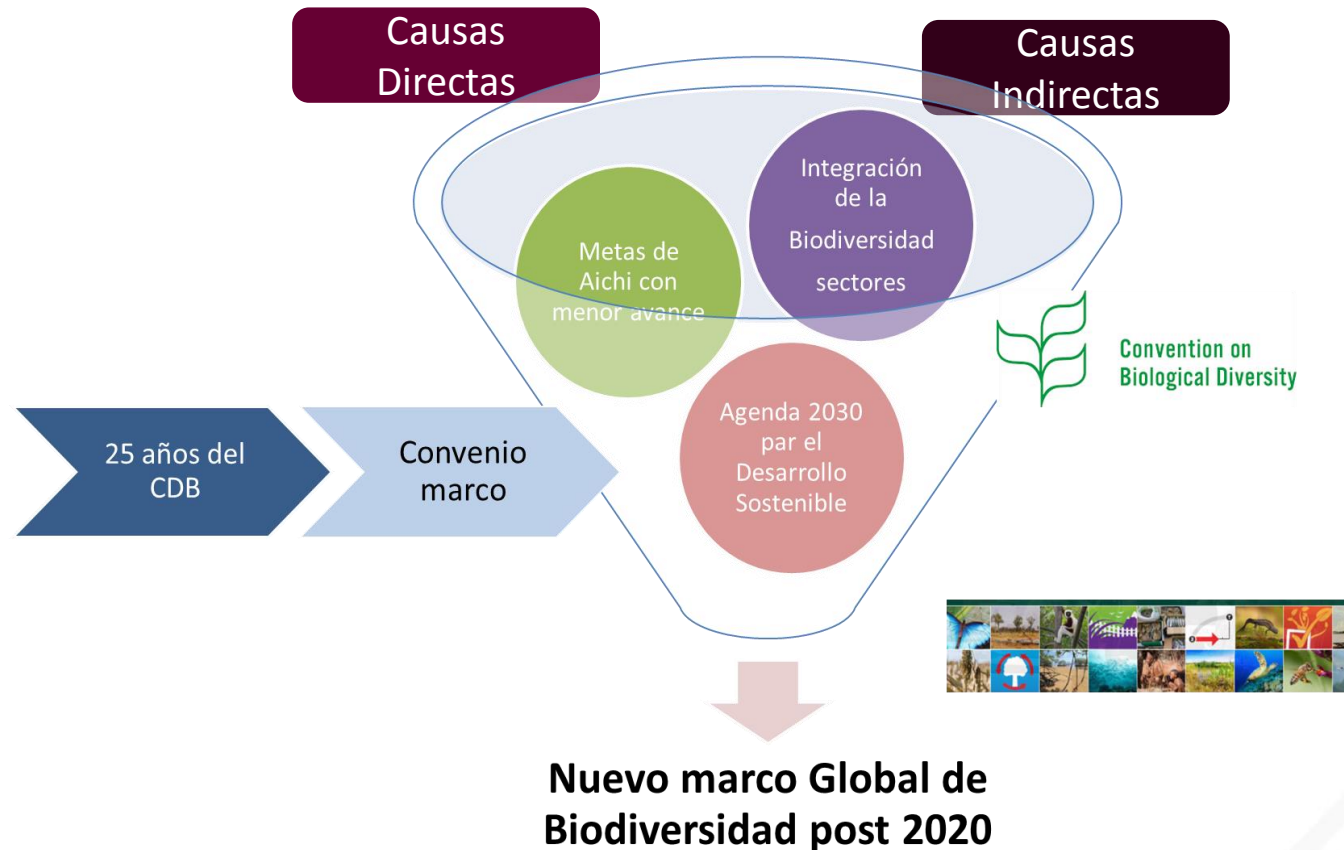 Causas
Directas
Causas
Indirectas
Integración
de la
Biodiversidad
sectores
Metas de
Aichi con
menor avance
Convention on
Biological Diversity
Agenda 2030
par el
Desarrollo
Sostenible
25 años del
CDB
Convenio
marco
Nuevo marco Global de
Biodiversidad post 2020